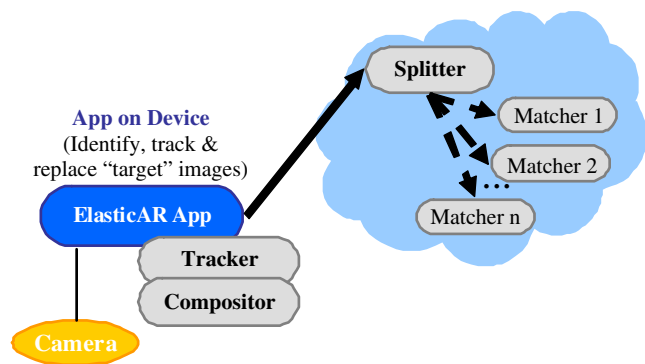 Splitter
App on Device
(Identify, track &
replace “target” images)
Matcher 1
Matcher 2
...
Matcher n
ElasticAR App
Tracker
Compositor
Camera